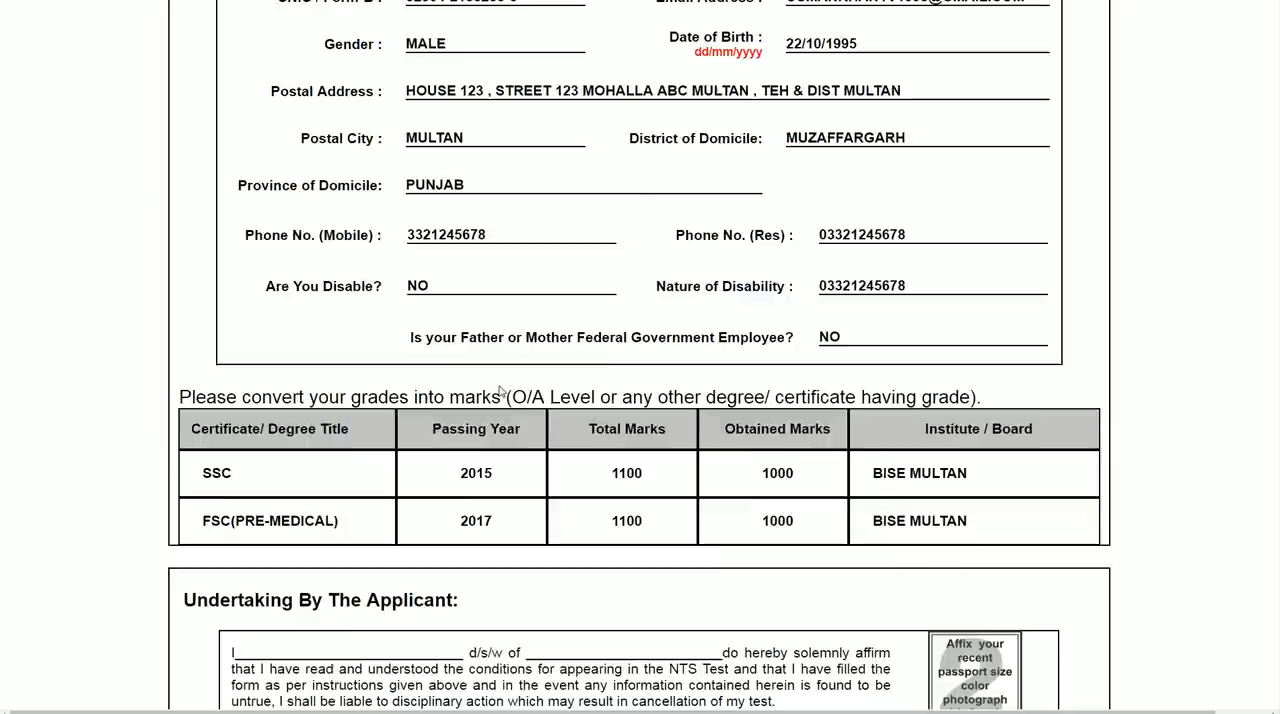 Gender : MALE Date of Birth : 22/10/1995
dd/mm/yyyy
Postal Address : HOUSE 123 , STREET 123 MOHALLA ABC MULTAN , TEH & DIST MULTAN
Postal City : MULTAN District of Domicile: MUZAFFARGARH
Province of Domicile: PUNJAB
Phone No. (Mobile) : 3321245678 Phone No. (Res) : 03321245678
Are You Disable? NO Nature of Disability : 03321245678
Is your Father or Mother Federal Government Employee? NO
Please convert your grades into marks (O/A Level or any other degree/ certificate having grade).
Certificate/ Degree Title Passing Year Total Marks Obtained Marks Institute / Board
SSC 2015 1100 1000 BISE MULTAN
FSC(PRE-MEDICAL) 2017 1100 1000 BISE MULTAN
Undertaking By The Applicant:
I d/s/w of do hereby solemnly affirm
that I have read and understood the conditions for appearing in the NTS Test and that I have filled the
form as per instructions given above and in the event any information contained herein is found to be
untrue, I shall be liable to disciplinary action which may result in cancellation of my test.
Affix your
recent
passport size
color
photograph
2